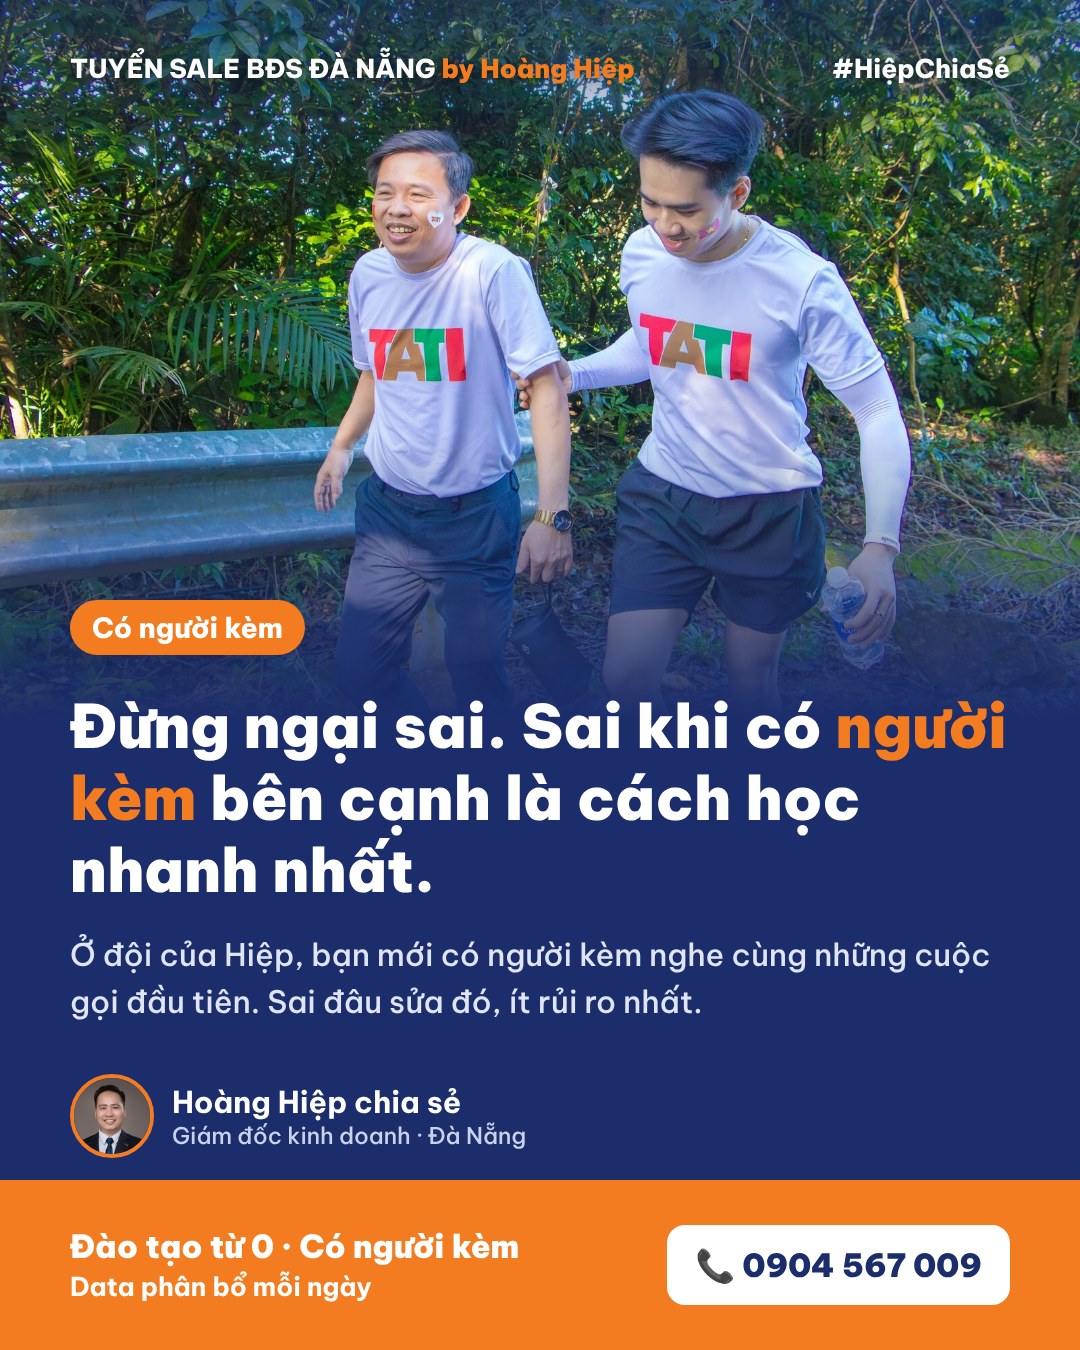 TUYỂN SALE BĐS ĐÀ NẴNG by Hoàng Hiệp
#HiệpChiaSẻ
TATI
TATI
Có người kèm
Đừng ngại sai. Sai khi có người
kèm bên cạnh là cách học
nhanh nhất.
Ở đội của Hiệp, bạn mới có người kèm nghe cùng những cuộc
gọi đầu tiên. Sai đâu sửa đó, ít rủi ro nhất.
Hoàng Hiệp chia sẻ
Giám đốc kinh doanh · Đà Nẵng
Đào tạo từ 0 · Có người kèm
Data phân bổ mỗi ngày
📞 0904 567 009